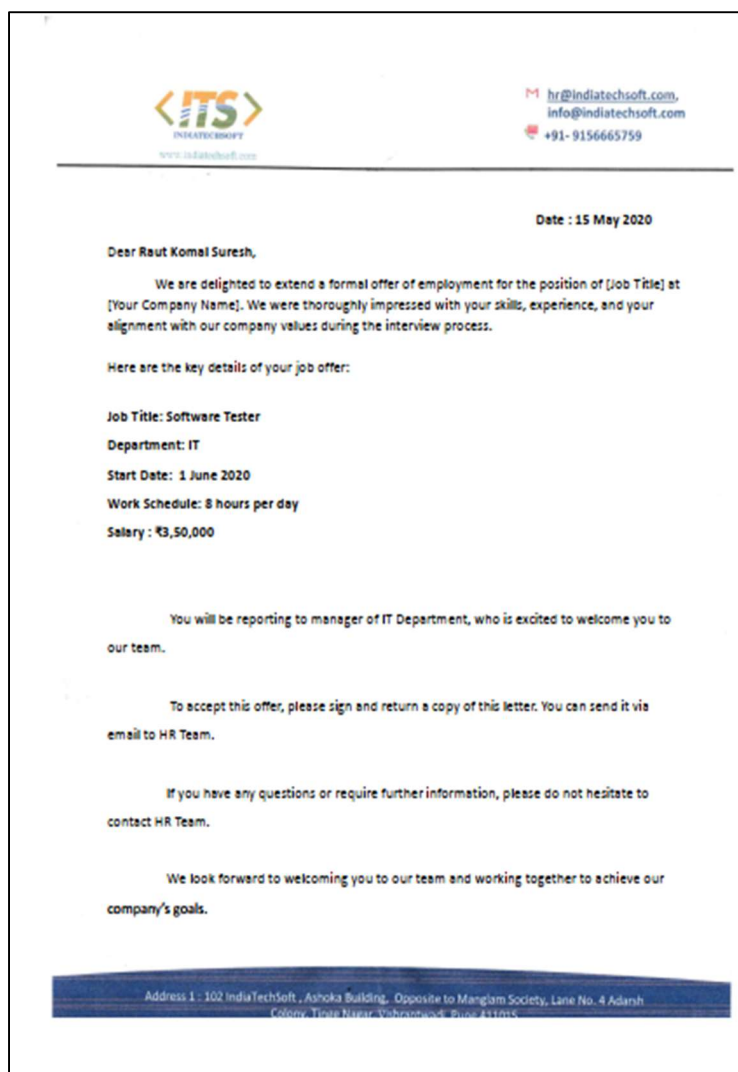 ITS
INDIATECHSOFT
www.indiatechsoft.com
hr@indiatechsoft.com,
info@indiatechsoft.com
+91- 9156665759
Date : 15 May 2020
Dear Raut Komal Suresh,
We are delighted to extend a formal offer of employment for the position of [Job Title] at
[Your Company Name]. We were thoroughly impressed with your skills, experience, and your
alignment with our company values during the interview process.
Here are the key details of your job offer:
Job Title: Software Tester
Department: IT
Start Date: 1 June 2020
Work Schedule: 8 hours per day
Salary : ₹3,50,000
You will be reporting to manager of IT Department, who is excited to welcome you to
our team.
To accept this offer, please sign and return a copy of this letter. You can send it via
email to HR Team.
If you have any questions or require further information, please do not hesitate to
contact HR Team.
We look forward to welcoming you to our team and working together to achieve our
company's goals.
Address 1 : 102 IndiaTechSoft , Ashoka Building, Opposite to Manglam Society, Lane No. 4 Adarsh
Colony, Tinge Nagar, Vishrantwadi, Pune 411015